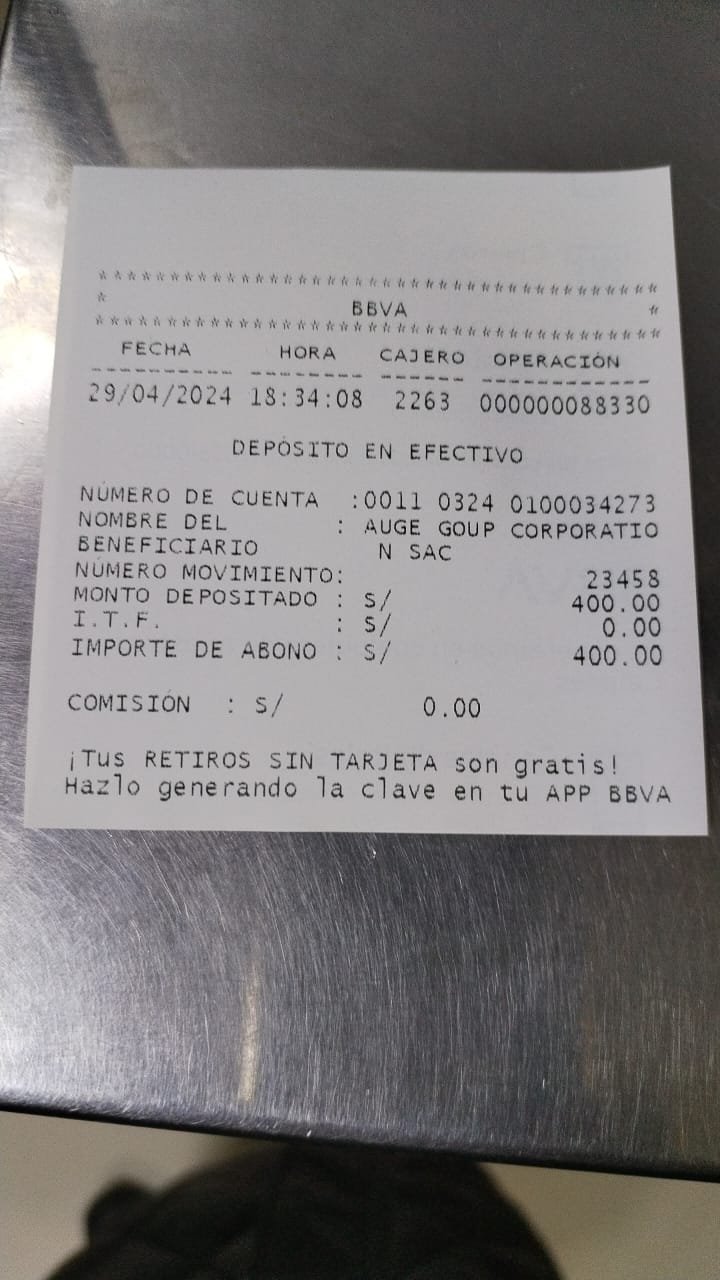 ****************************************
* BBVA *
****************************************
FECHA HORA CAJERO OPERACIÓN
---------- -------- ------ ------------
29/04/2024 18:34:08 2263 000000088330
DEPÓSITO EN EFECTIVO
NÚMERO DE CUENTA :0011 0324 0100034273
NOMBRE DEL : AUGE GOUP CORPORATIO
BENEFICIARIO N SAC
NÚMERO MOVIMIENTO: 23458
MONTO DEPOSITADO : S/ 400.00
I.T.F. : S/ 0.00
IMPORTE DE ABONO : S/ 400.00
COMISIÓN : S/ 0.00
¡Tus RETIROS SIN TARJETA son gratis!
Hazlo generando la clave en tu APP BBVA